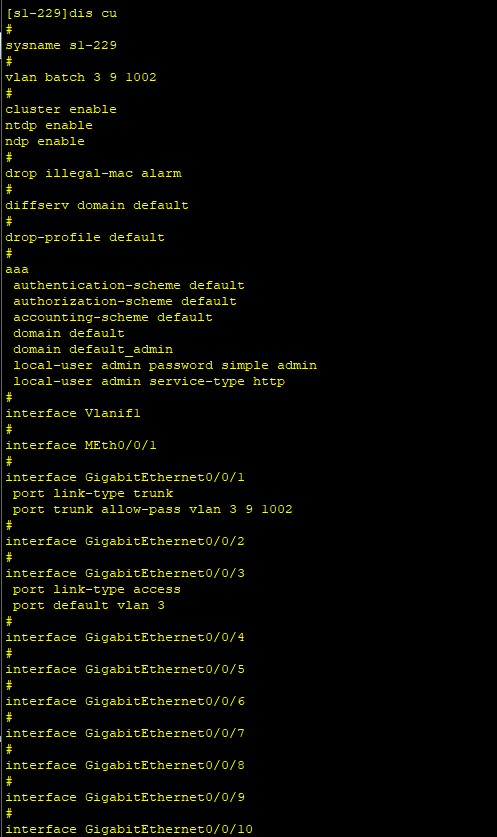 [s1-229]dis cu
#
sysname s1-229
#
vlan batch 3 9 1002
#
cluster enable
ntdp enable
ndp enable
#
drop illegal-mac alarm
#
diffserv domain default
#
drop-profile default
#
aaa
 authentication-scheme default
 authorization-scheme default
 accounting-scheme default
 domain default
 domain default_admin
 local-user admin password simple admin
 local-user admin service-type http
#
interface Vlanif1
#
interface MEth0/0/1
#
interface GigabitEthernet0/0/1
 port link-type trunk
 port trunk allow-pass vlan 3 9 1002
#
interface GigabitEthernet0/0/2
#
interface GigabitEthernet0/0/3
 port link-type access
 port default vlan 3
#
interface GigabitEthernet0/0/4
#
interface GigabitEthernet0/0/5
#
interface GigabitEthernet0/0/6
#
interface GigabitEthernet0/0/7
#
interface GigabitEthernet0/0/8
#
interface GigabitEthernet0/0/9
#
interface GigabitEthernet0/0/10